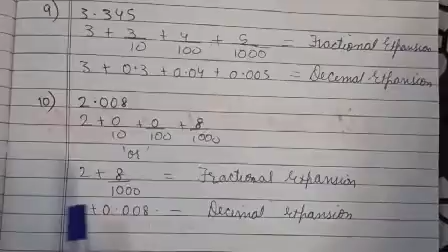 9) 3.345
3 + 3/10 + 4/100 + 5/1000 = Fractional Expansion
3 + 0.3 + 0.04 + 0.005 = Decimal Expansion
10) 2.008
2 + 0/10 + 0/100 + 8/1000
'or'
2 + 8/1000 = Fractional Expansion
+ 0.008. — Decimal Expansion